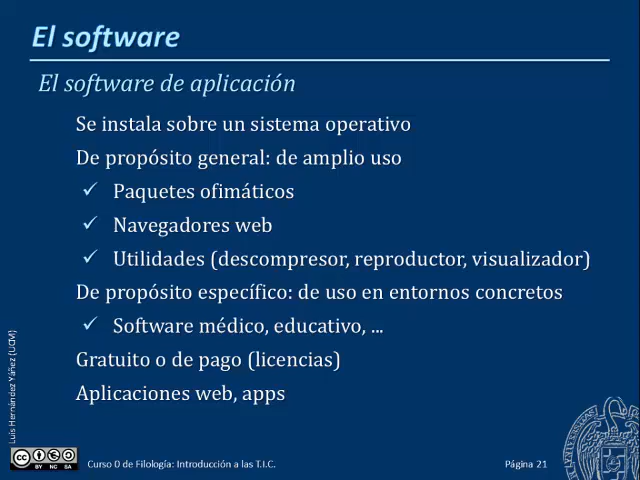 El software
El software de aplicación
Se instala sobre un sistema operativo
De propósito general: de amplio uso
✓ Paquetes ofimáticos
✓ Navegadores web
✓ Utilidades (descompresor, reproductor, visualizador)
De propósito específico: de uso en entornos concretos
✓ Software médico, educativo, ...
Gratuito o de pago (licencias)
Aplicaciones web, apps
Luis Hernández Yáñez (UCM)
cc BY NC SA
Curso 0 de Filología: Introducción a las T.I.C.
Página 21